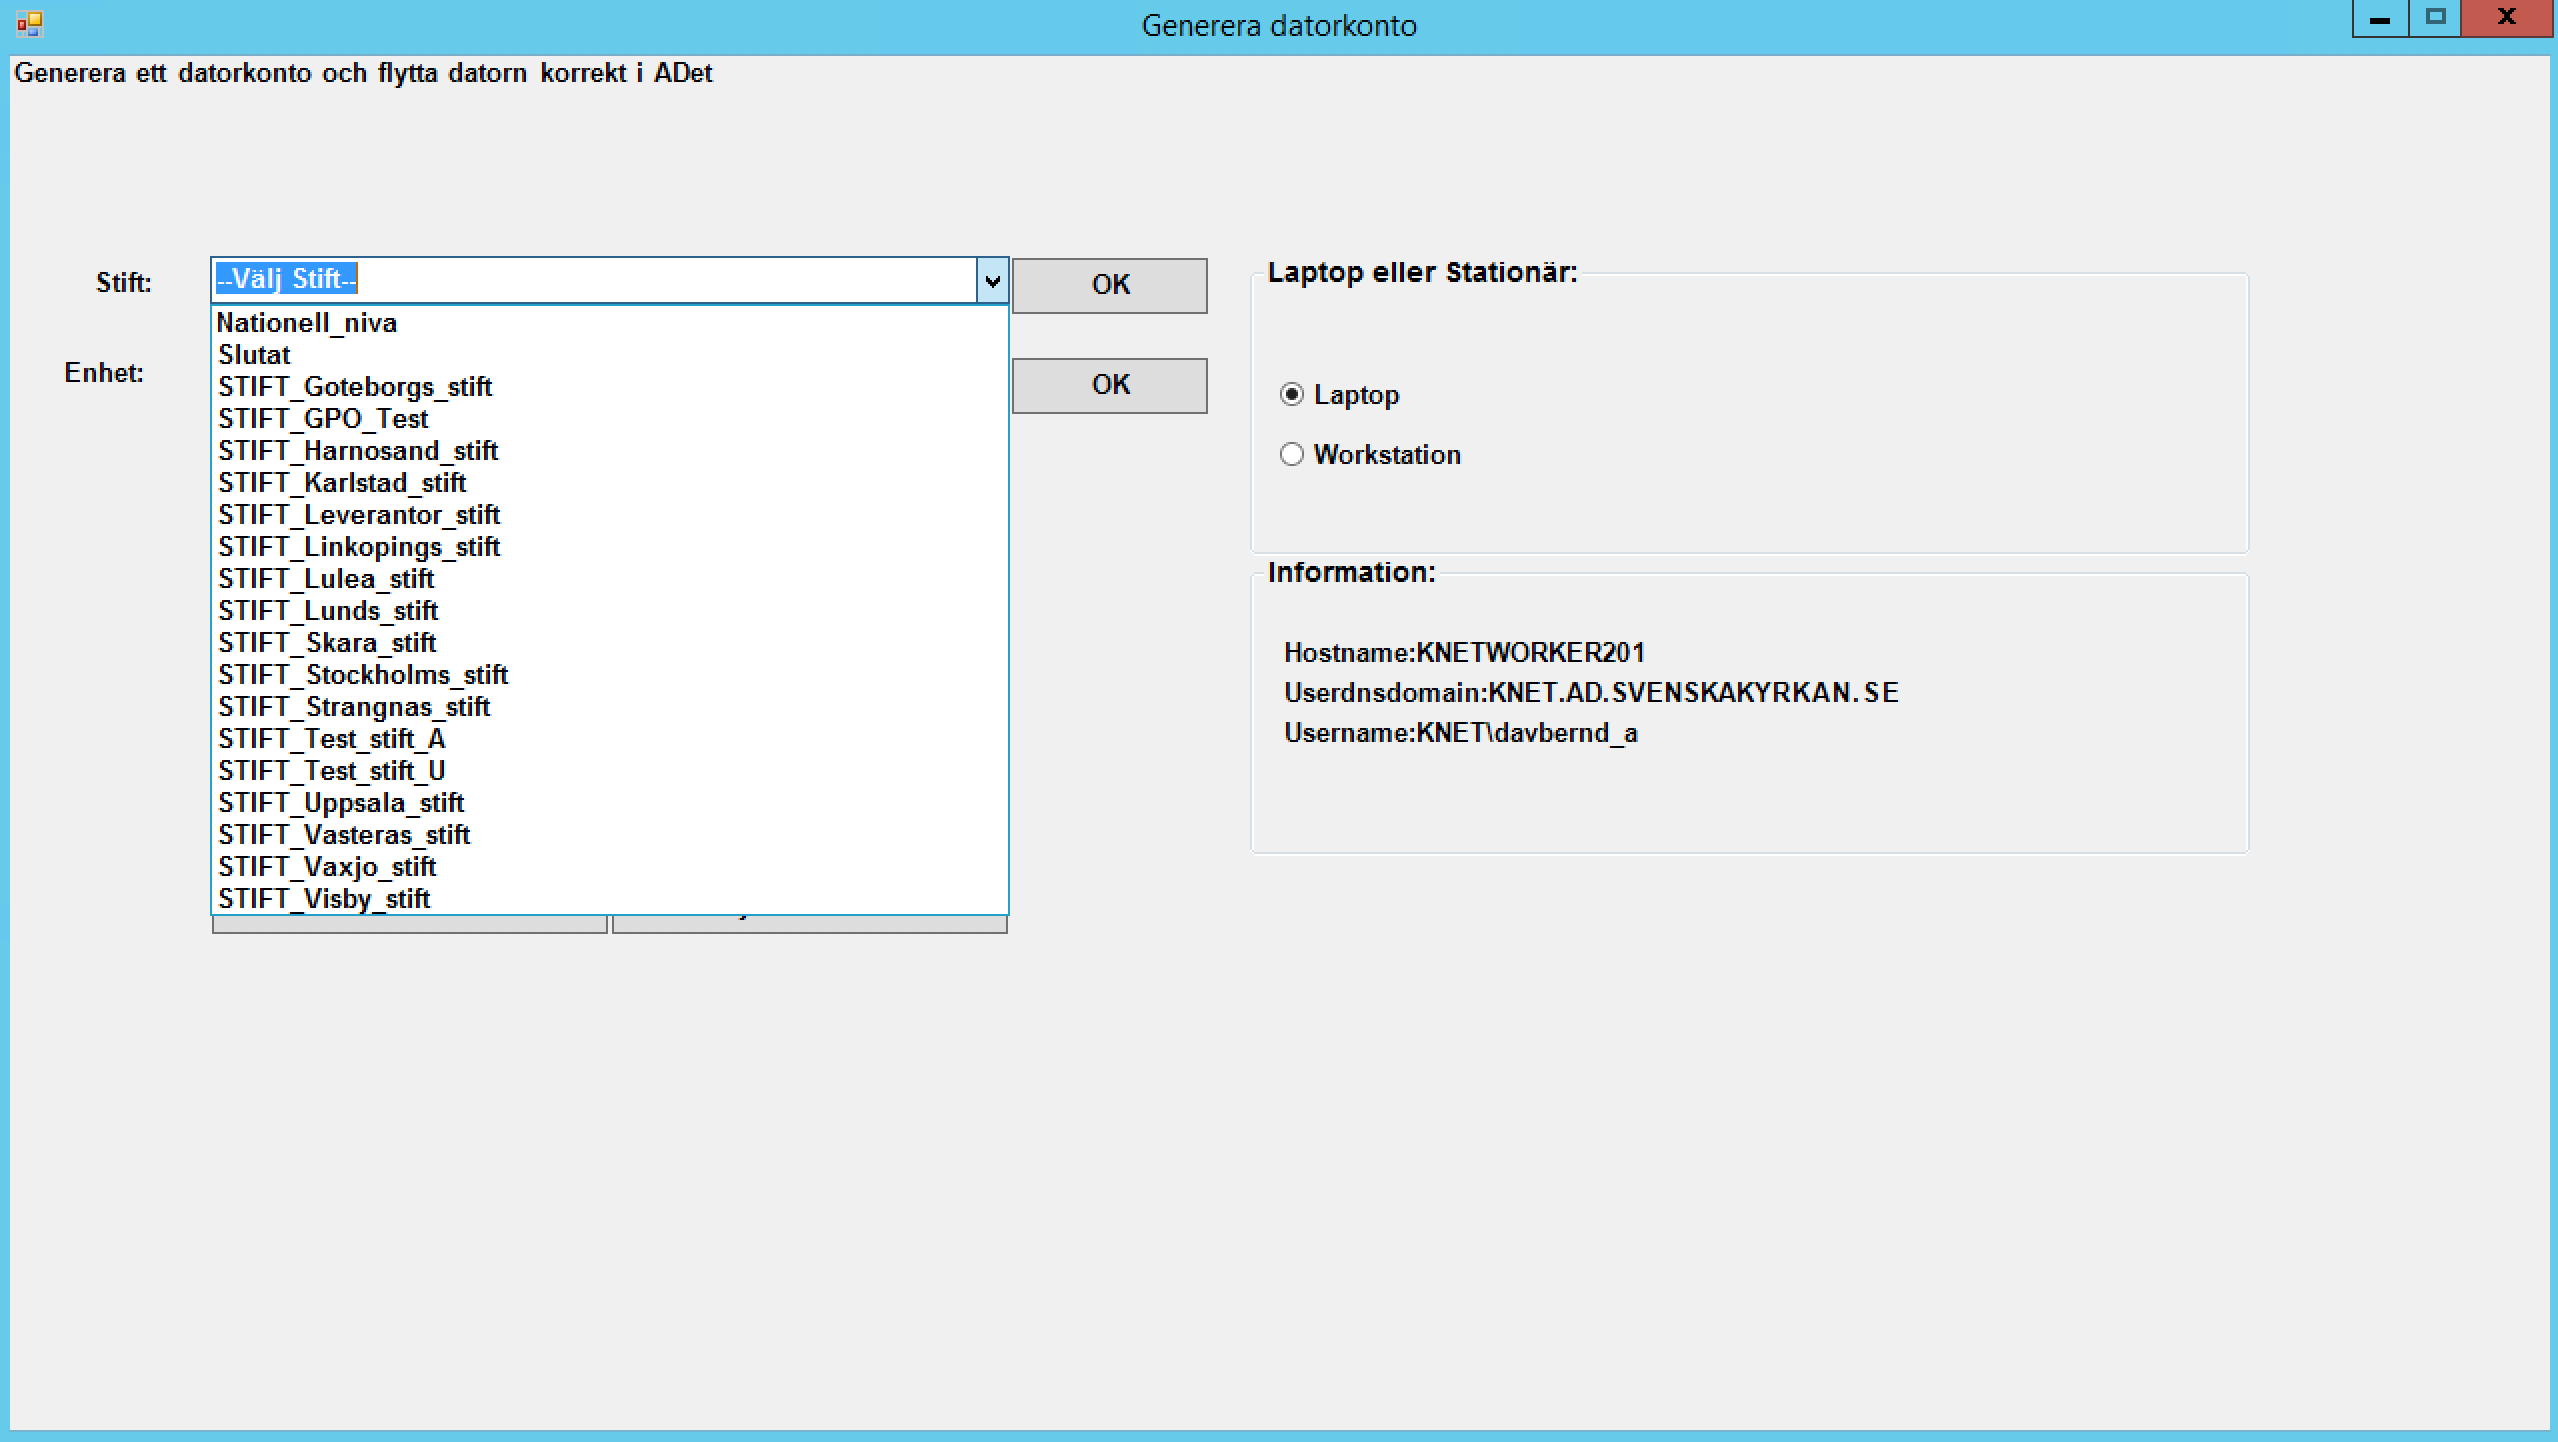 Generera datorkonto
Generera ett datorkonto och flytta datorn korrekt i ADet
Stift:
--Välj Stift--
OK
Nationell_niva
Slutat
STIFT_Goteborgs_stift
STIFT_GPO_Test
STIFT_Harnosand_stift
STIFT_Karlstad_stift
STIFT_Leverantor_stift
STIFT_Linkopings_stift
STIFT_Lulea_stift
STIFT_Lunds_stift
STIFT_Skara_stift
STIFT_Stockholms_stift
STIFT_Strangnas_stift
STIFT_Test_stift_A
STIFT_Test_stift_U
STIFT_Uppsala_stift
STIFT_Vasteras_stift
STIFT_Vaxjo_stift
STIFT_Visby_stift
Enhet:
OK
Laptop eller Stationär:
Laptop
Workstation
Information:
Hostname:KNETWORKER201
Userdnsdomain:KNET.AD.SVENSKAKYRKAN.SE
Username:KNET\davbernd_a